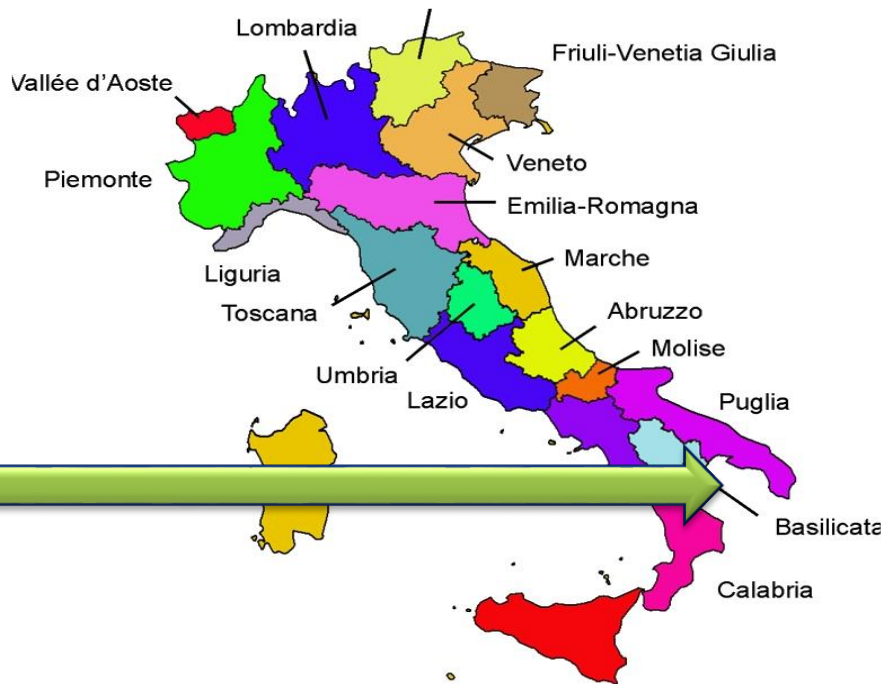 Lombardia
Friuli-Venetia Giulia
Vallée d'Aoste
Veneto
Piemonte
Emilia-Romagna
Marche
Liguria
Toscana
Abruzzo
Molise
Umbria
Lazio
Puglia
Basilicata
Calabria